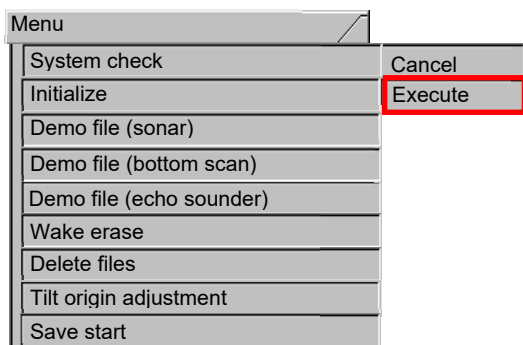 Menu
System check
Cancel
Initialize
Execute
Demo file (sonar)
Demo file (bottom scan)
Demo file (echo sounder)
Wake erase
Delete files
Tilt origin adjustment
Save start